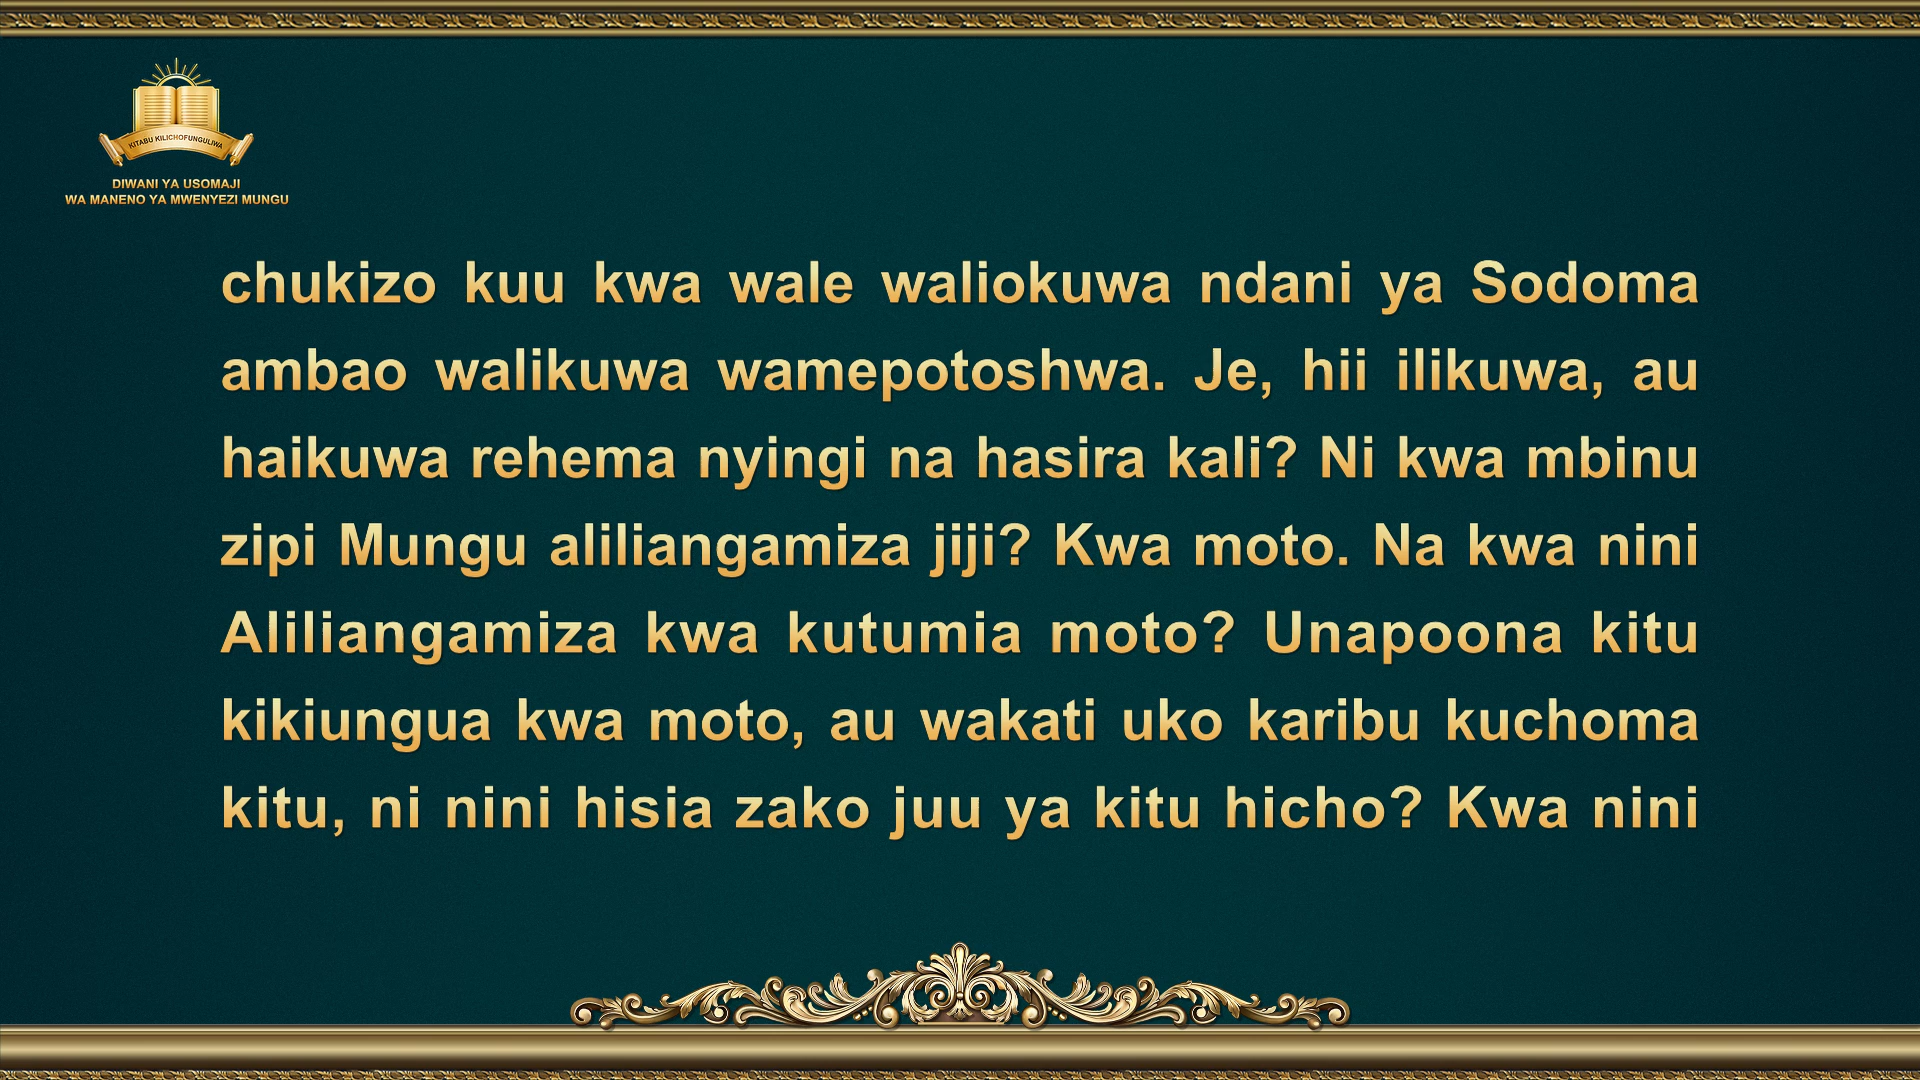 KITABU KILICHOFUNGULIWA
DIWANI YA USOMAJI
WA MANENO YA MWENYEZI MUNGU
chukizo kuu kwa wale waliokuwa ndani ya Sodoma
ambao walikuwa wamepotoshwa. Je, hii ilikuwa, au
haikuwa rehema nyingi na hasira kali? Ni kwa mbinu
zipi Mungu aliliangamiza jiji? Kwa moto. Na kwa nini
Aliliangamiza kwa kutumia moto? Unapoona kitu
kikiungua kwa moto, au wakati uko karibu kuchoma
kitu, ni nini hisia zako juu ya kitu hicho? Kwa nini